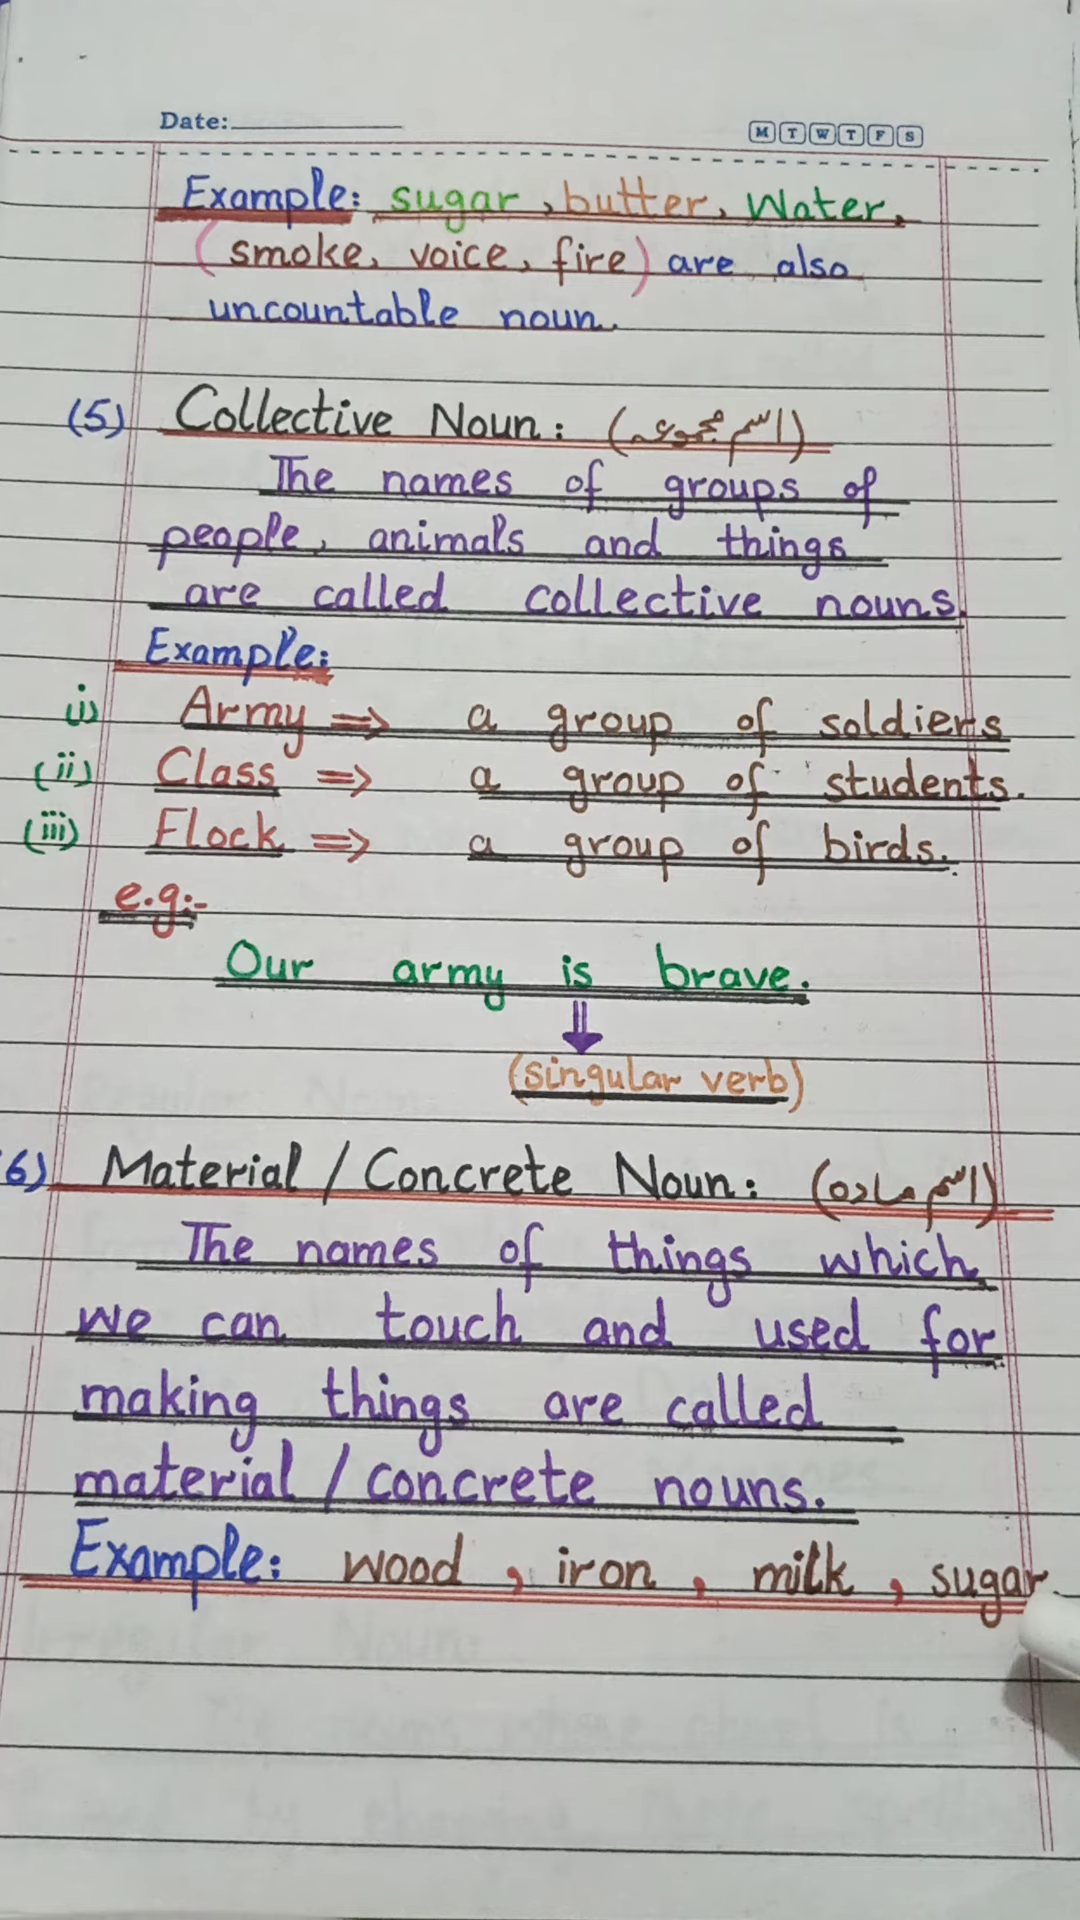 Date:
M T W T F S
Example: sugar, butter, Water,
(smoke, voice, fire) are also
uncountable noun.
(5) Collective Noun: (اسم مجموعہ)
The names of groups of
people, animals and things
are called collective nouns.
Example:
i) Army => a group of soldiers
(ii) Class => a group of students.
(iii) Flock => a group of birds.
e.g:-
Our army is brave.
(singular verb)
6) Material / Concrete Noun: (اسم مادہ)
The names of things which
we can touch and used for
making things are called
material / concrete nouns.
Example: wood, iron, milk, sugar